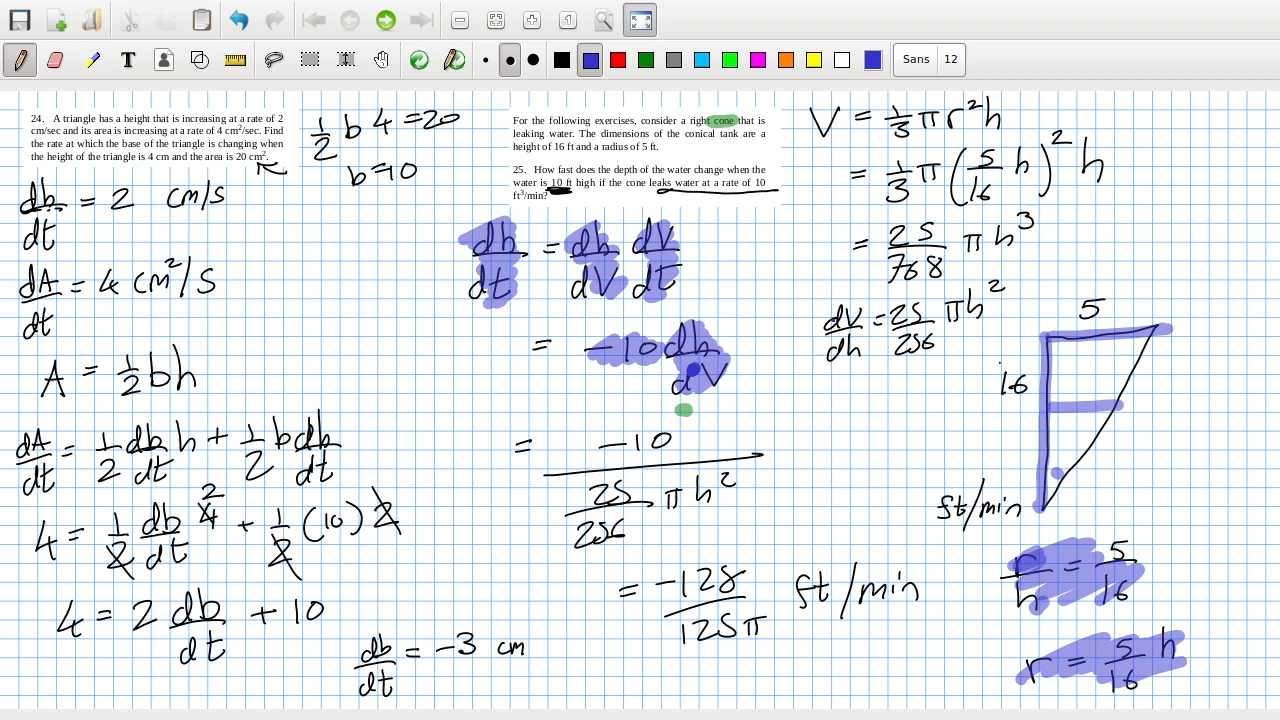 Sans 12
24. A triangle has a height that is increasing at a rate of 2
cm/sec and its area is increasing at a rate of 4 cm²/sec. Find
the rate at which the base of the triangle is changing when
the height of the triangle is 4 cm and the area is 20 cm².
dh/dt = 2 cm/s
dA/dt = 4 cm²/s
A = 1/2 bh
dA/dt = 1/2 db/dt h + 1/2 b dh/dt
4 = 1/2 db/dt 4 2 + 1/2 (10) 2
4 = 2 db/dt + 10
db/dt = -3 cm
1/2 b 4 = 20
b = 10
For the following exercises, consider a right cone that is
leaking water. The dimensions of the conical tank are a
height of 16 ft and a radius of 5 ft.
25. How fast does the depth of the water change when the
water is 10 ft high if the cone leaks water at a rate of 10
ft³/min?
dh/dt = dh/dV dV/dt
= -10 dh/dV
= -10 / 25/256 π h²
= -128/125π ft/min
V = 1/3 π r² h
= 1/3 π (5/16 h)² h
= 25/768 π h³
dV/dh = 25/256 π h²
5
16
ft/min
r/h = 5/16
r = 5/16 h